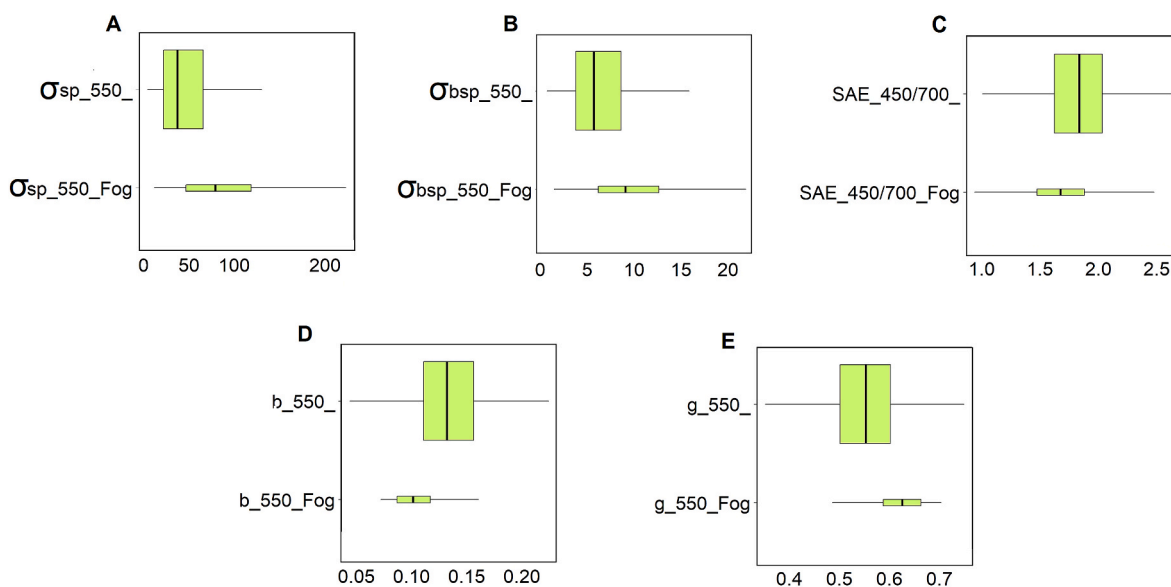 A
σsp_550_
σsp_550_Fog
0 50 100 200
B
σbsp_550_
σbsp_550_Fog
0 5 10 15 20
C
SAE_450/700_
SAE_450/700_Fog
1.0 1.5 2.0 2.5
D
b_550_
b_550_Fog
0.05 0.10 0.15 0.20
E
g_550_
g_550_Fog
0.4 0.5 0.6 0.7